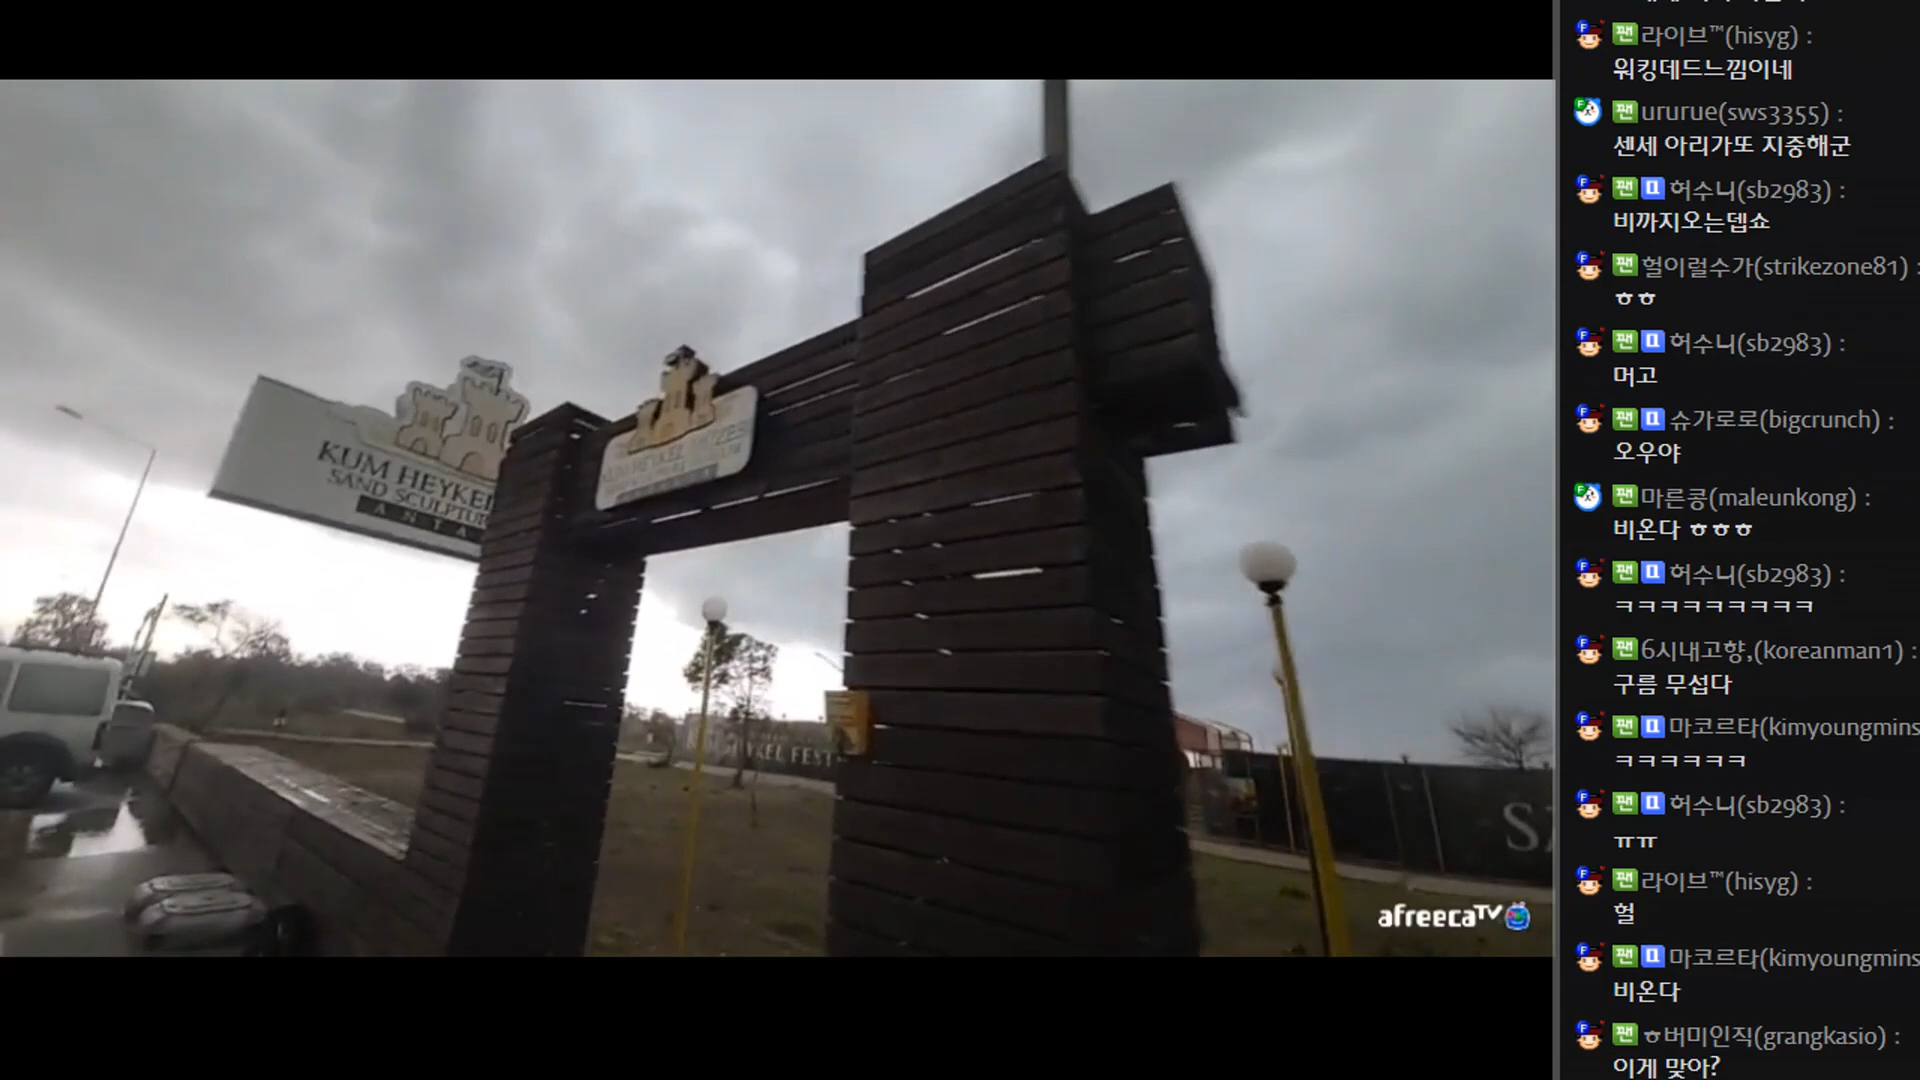 KUM HEYKEL
SAND SCULPTU
ANTA
afreecaTV
라이브™(hisyg) :
워킹데드느낌이네
ururue(sws3355) :
센세 아리가또 지중해군
허수니(sb2983) :
비까지오는뎁쇼
헐이럴수가(strikezone81) :
ㅎㅎ
허수니(sb2983) :
머고
슈가로로(bigcrunch) :
오우야
마른콩(maleunkong) :
비온다 ㅎㅎㅎ
허수니(sb2983) :
ㅋㅋㅋㅋㅋㅋㅋㅋㅋ
6시내고향,(koreanman1) :
구름 무섭다
마코르타(kimyoungmins
ㅋㅋㅋㅋㅋㅋ
허수니(sb2983) :
ㅠㅠ
라이브™(hisyg) :
헐
마코르타(kimyoungmins
비온다
ㅎ버미인직(grangkasio) :
이게 맞아?